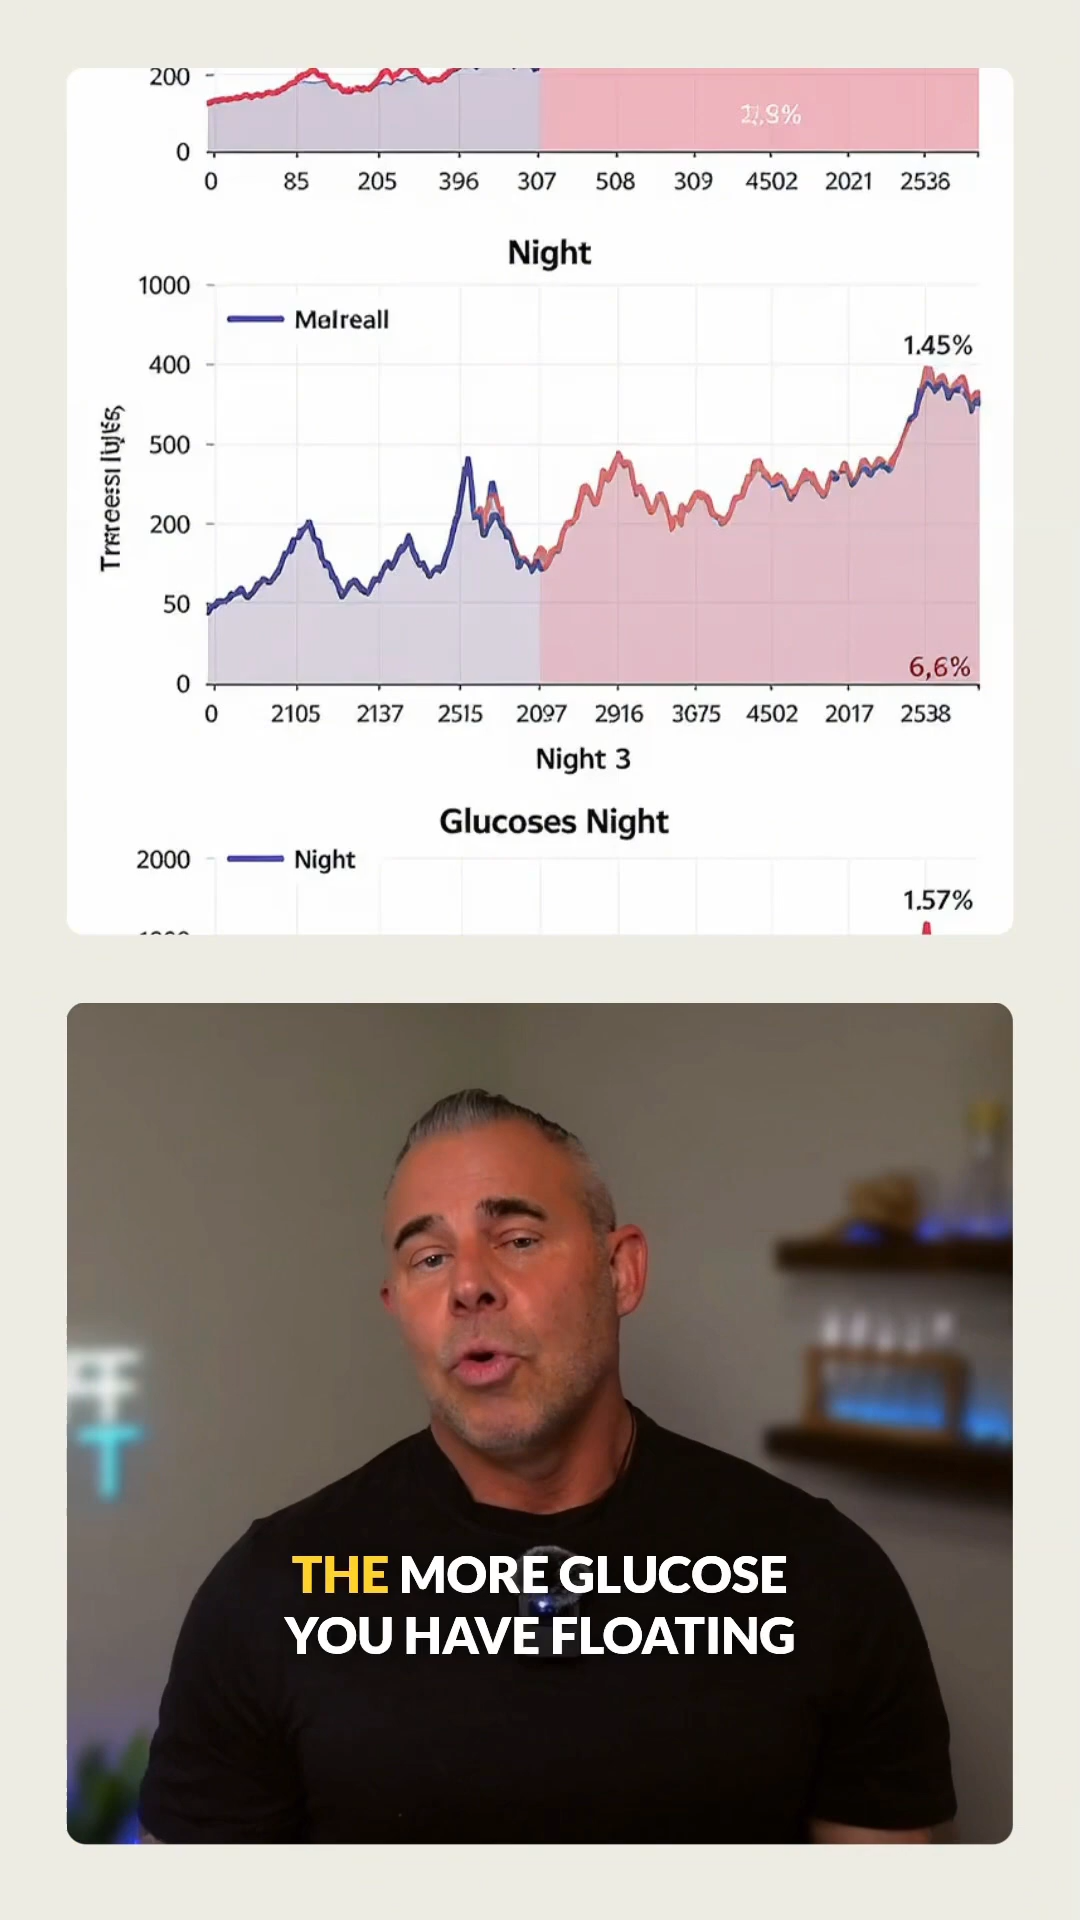 200
0
0 85 205 396 307 508 309 4502 2021 2536
Night
1000
Melreall
1.45%
400
500
200
50
6,6%
0
0 2105 2137 2515 2097 2916 3675 4502 2017 2538
Night 3
Glucoses Night
2000
Night
1.57%
T
THE MORE GLUCOSE
YOU HAVE FLOATING